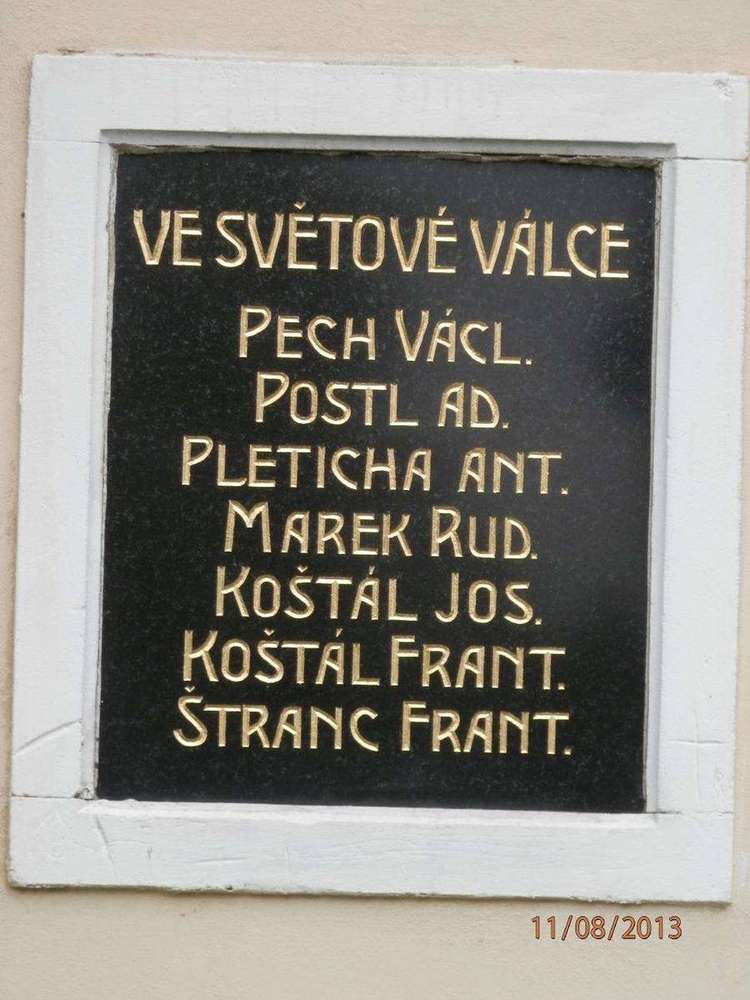 VE SVĚTOVÉ VÁLCE
PECH VÁCL.
POSTL AD.
PLETICHA ANT.
MAREK RUD.
KOŠTÁL JOS.
KOŠTÁL FRANT.
ŠTRANC FRANT.
11/08/2013